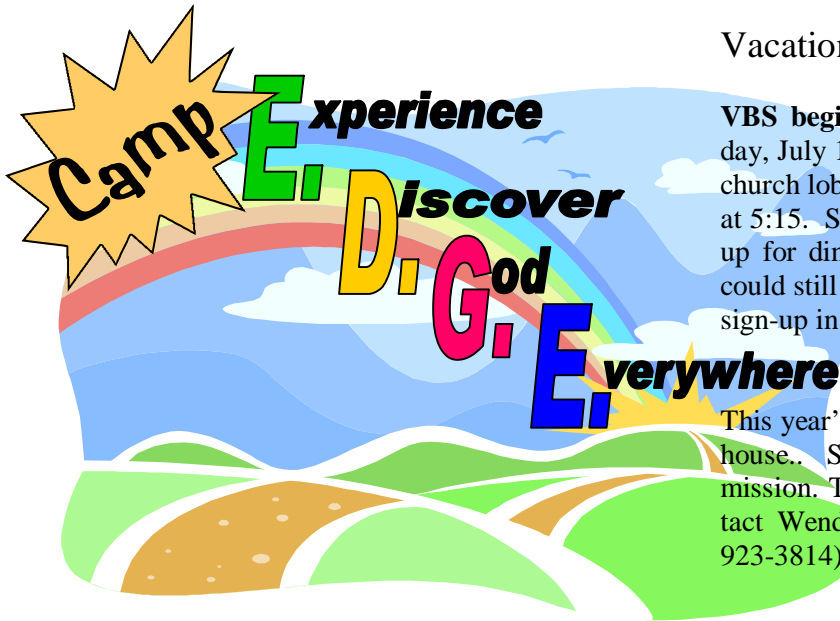 Camp
E.xperience
D.iscover
G.od
E.verywhere
Vacation
VBS begi
day, July 1
church lob
at 5:15. S
up for din
could still
sign-up in
This year'
house.. S
mission. T
tact Wend
923-3814)